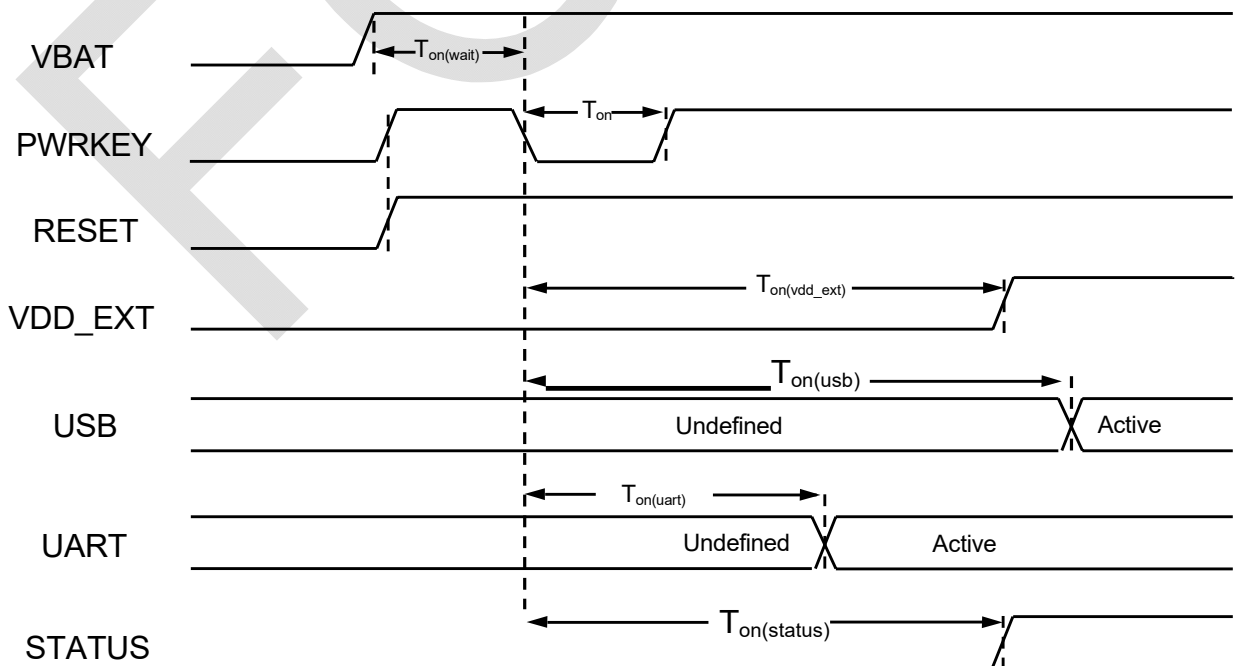 VBAT
Ton(wait)
PWRKEY
Ton
RESET
VDD_EXT
Ton(vdd_ext)
USB
Ton(usb)
Undefined
Active
UART
Ton(uart)
Undefined
Active
STATUS
Ton(status)